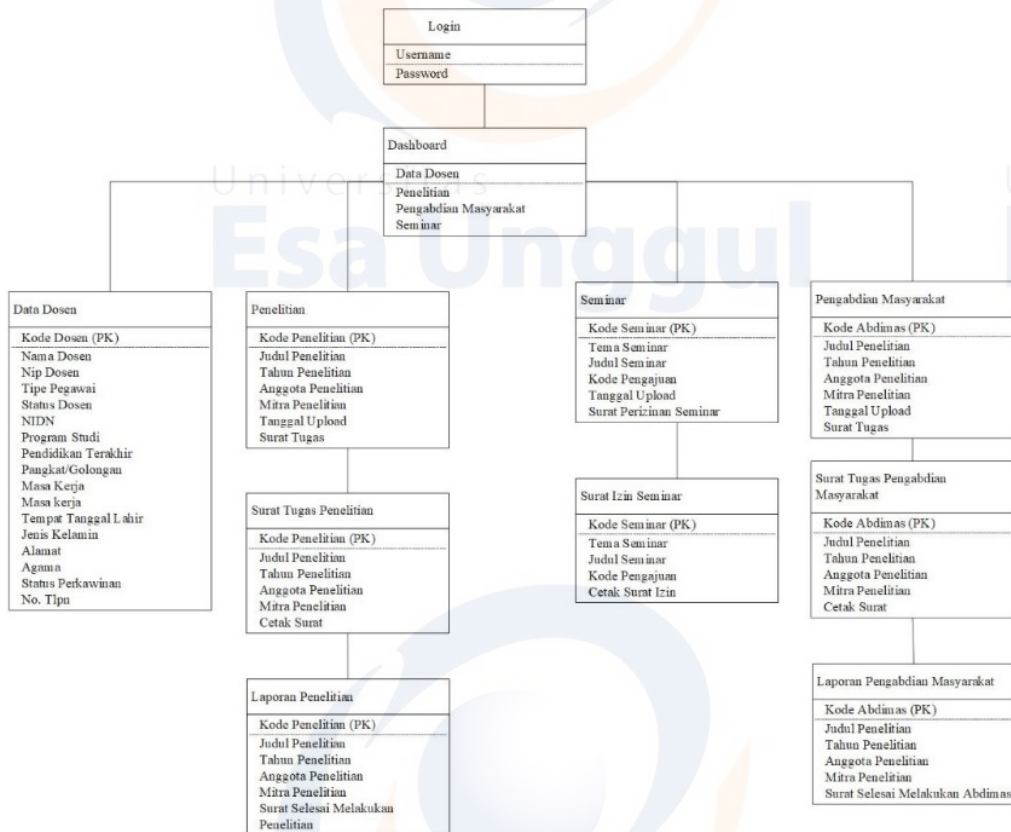 Login
Username
Password
Dashboard
Data Dosen
Penelitian
Pengabdian Masyarakat
Seminar
Universitas
Esa Unggul
Data Dosen
Kode Dosen (PK)
Nama Dosen
Nip Dosen
Tipe Pegawai
Status Dosen
NIDN
Program Studi
Pendidikan Terakhir
Pangkat/Golongan
Masa Kerja
Masa kerja
Tempat Tanggal Lahir
Jenis Kelamin
Alamat
Agama
Status Perkawinan
No. Tlpn
Penelitian
Kode Penelitian (PK)
Judul Penelitian
Tahun Penelitian
Anggota Penelitian
Mitra Penelitian
Tanggal Upload
Surat Tugas
Surat Tugas Penelitian
Kode Penelitian (PK)
Judul Penelitian
Tahun Penelitian
Anggota Penelitian
Mitra Penelitian
Cetak Surat
Laporan Penelitian
Kode Penelitian (PK)
Judul Penelitian
Tahun Penelitian
Anggota Penelitian
Mitra Penelitian
Surat Selesai Melakukan
Penelitian
Seminar
Kode Seminar (PK)
Tema Seminar
Judul Seminar
Kode Pengajuan
Tanggal Upload
Surat Perizinan Seminar
Surat Izin Seminar
Kode Seminar (PK)
Tema Seminar
Judul Seminar
Kode Pengajuan
Cetak Surat Izin
Pengabdian Masyarakat
Kode Abdimas (PK)
Judul Penelitian
Tahun Penelitian
Anggota Penelitian
Mitra Penelitian
Tanggal Upload
Surat Tugas
Surat Tugas Pengabdian
Masyarakat
Kode Abdimas (PK)
Judul Penelitian
Tahun Penelitian
Anggota Penelitian
Mitra Penelitian
Cetak Surat
Laporan Pengabdian Masyarakat
Kode Abdimas (PK)
Judul Penelitian
Tahun Penelitian
Anggota Penelitian
Mitra Penelitian
Surat Selesai Melakukan Abdimas